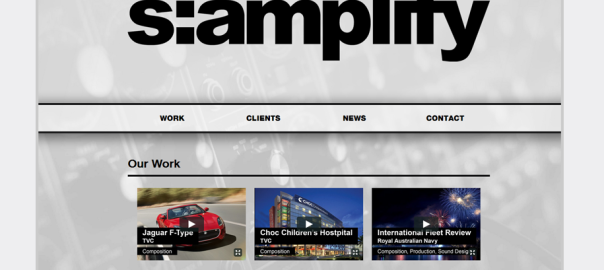 s:amplify
WORK CLIENTS NEWS CONTACT
Our Work
Jaguar F-Type
TVC
Composition
Choc Children's Hostpital
TVC
Composition
International Fleet Review
Royal Australian Navy
Composition, Production, Sound Desig